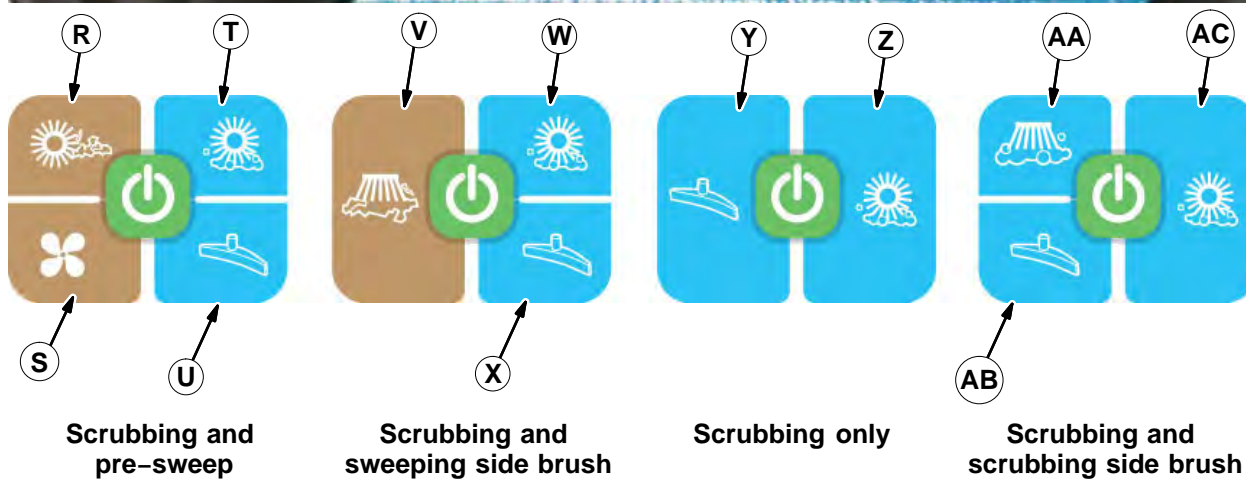 R
T
V
W
Y
Z
AA
AC
S
U
X
AB
Scrubbing and
pre−sweep
Scrubbing and
sweeping side brush
Scrubbing only
Scrubbing and
scrubbing side brush